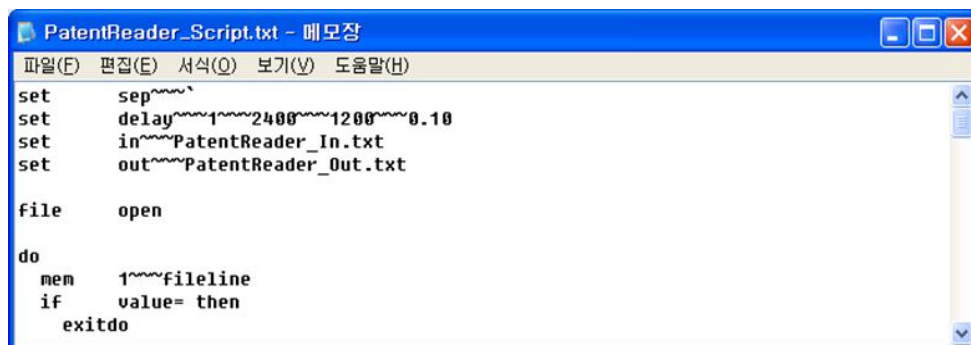 PatentReader_Script.txt - 메모장
파일(F) 편집(E) 서식(O) 보기(V) 도움말(H)
set sep~~~`
set delay~~~1~~~2400~~~1200~~~0.10
set in~~~PatentReader_In.txt
set out~~~PatentReader_Out.txt
file open
do
mem 1~~~fileline
if value= then
exitdo